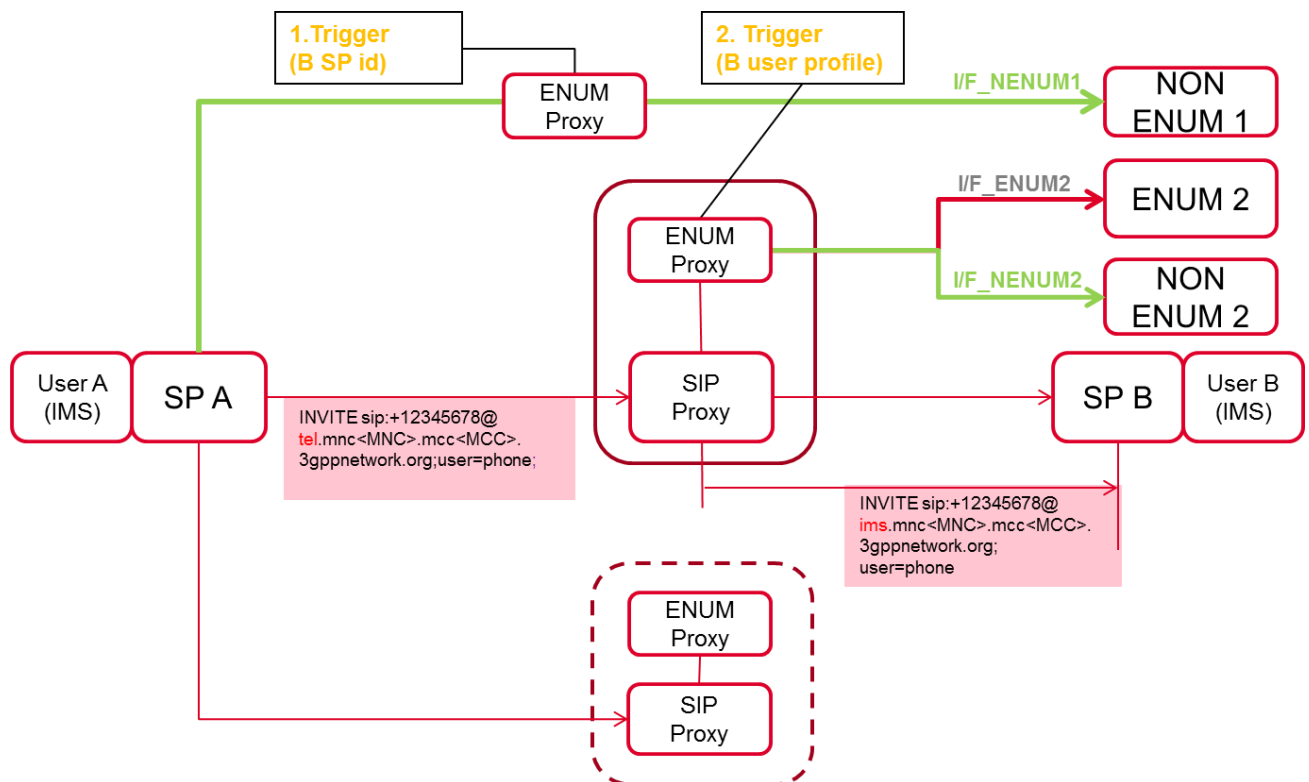 1.Trigger
(B SP id)
2. Trigger
(B user profile)
ENUM
Proxy
I/F_NENUM1
NON
ENUM 1
I/F_ENUM2
ENUM 2
ENUM
Proxy
I/F_NENUM2
NON
ENUM 2
User A
(IMS)
SP A
SIP
Proxy
SP B
User B
(IMS)
INVITE sip:+12345678@
tel.mnc<MNC>.mcc<MCC>.
3gppnetwork.org;user=phone;
INVITE sip:+12345678@
ims.mnc<MNC>.mcc<MCC>.
3gppnetwork.org;
user=phone
ENUM
Proxy
SIP
Proxy